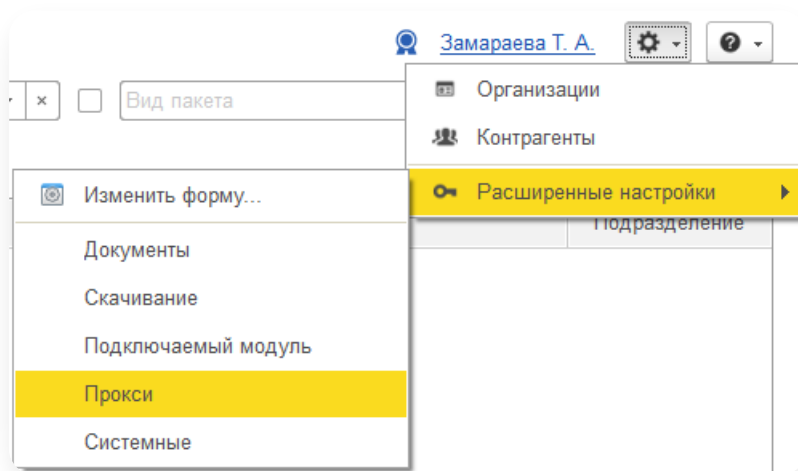 Замараева Т. А.
Вид пакета
Организации
Контрагенты
Расширенные настройки
Подразделение
Изменить форму...
Документы
Скачивание
Подключаемый модуль
Прокси
Системные